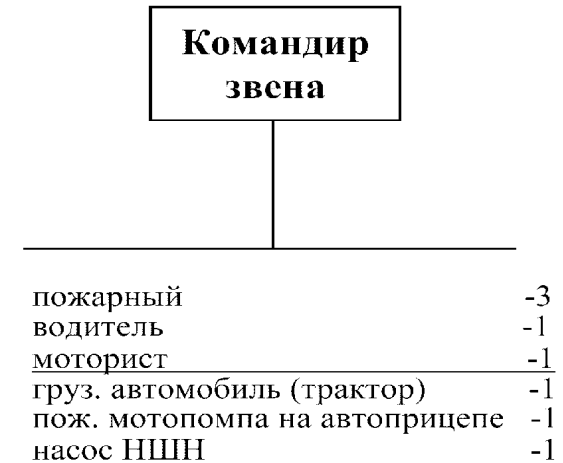 Командир
звена
пожарный -3
водитель -1
моторист -1
груз. автомобиль (трактор) -1
пож. мотопомпа на автоприцепе -1
насос НШН -1